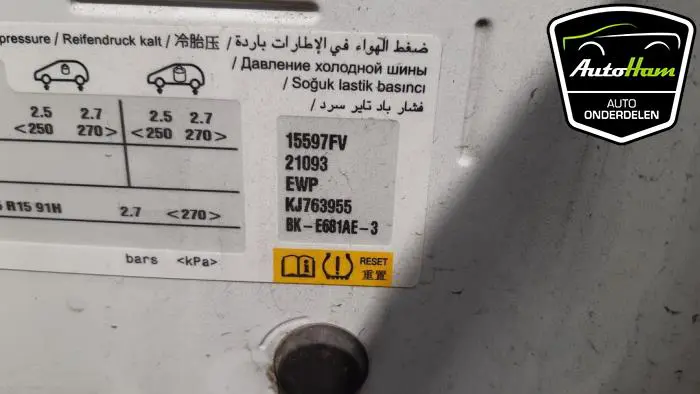 pressure / Reifendruck kalt / 冷胎压 / ضغط الهواء في الإطارات باردة
/ Давление холодной шины
/ Soğuk lastik basıncı
/ فشار باد تایر سرد
2.5 2.7 2.5 2.7
<250 270> <250 270>
R15 91H 2.7 <270>
bars <kPa>
15597FV
21093
EWP
KJ763955
BK-E681AE-3
RESET
重置
AutoHam
AUTO
ONDERDELEN